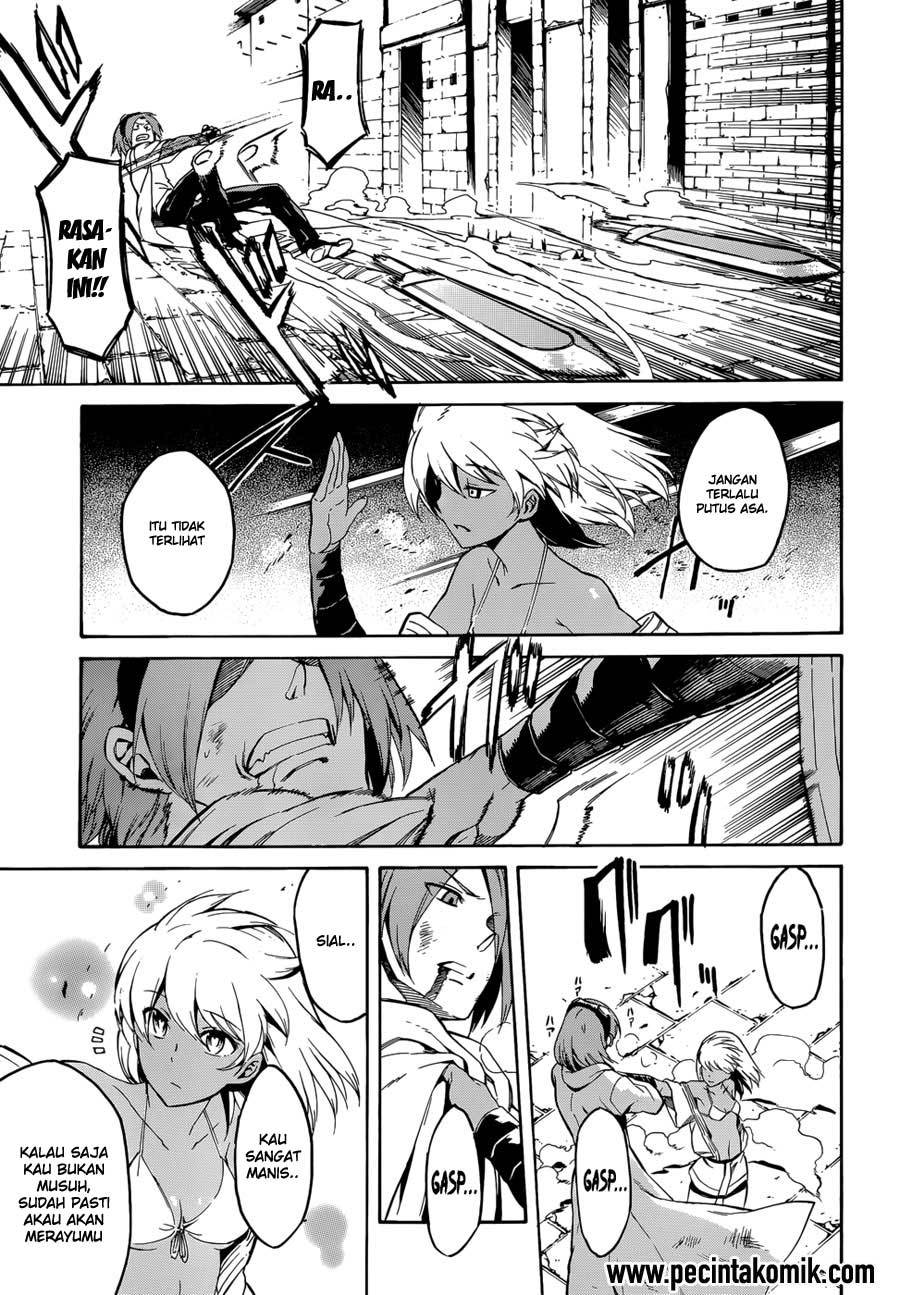 RA..
RASA-
KAN
INI!!
JANGAN
TERLALU
PUTUS ASA.
ITU TIDAK
TERLIHAT
GASP...
GASP...
GASP...
SIAL..
KAU
SANGAT
MANIS..
KALAU SAJA
KAU BUKAN
MUSUH,
SUDAH PASTI
AKAU AKAN
MERAYUMU
www.pecintakomik.com